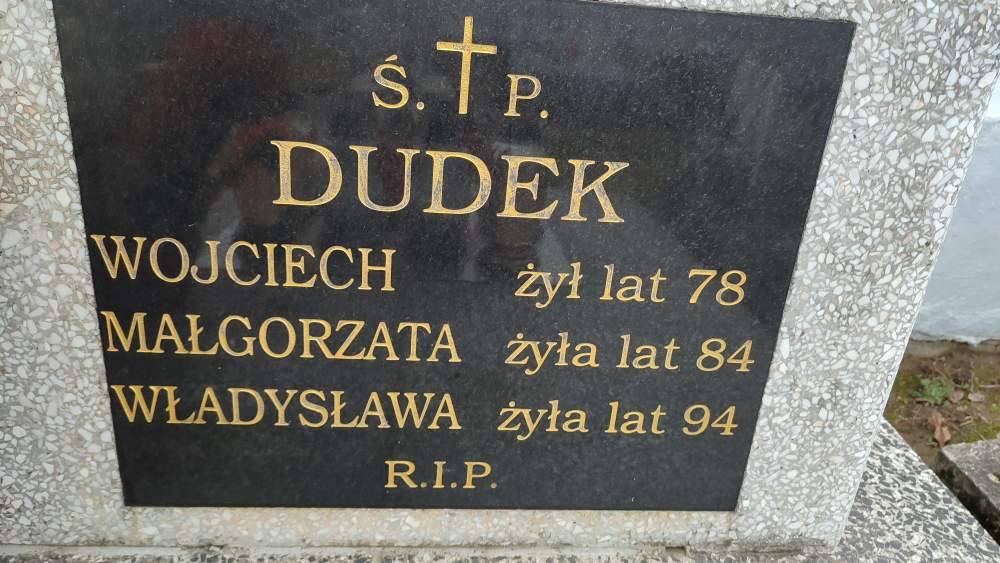 Ś. P.
DUDEK
WOJCIECH żył lat 78
MAŁGORZATA żyła lat 84
WŁADYSŁAWA żyła lat 94
R.I.P.